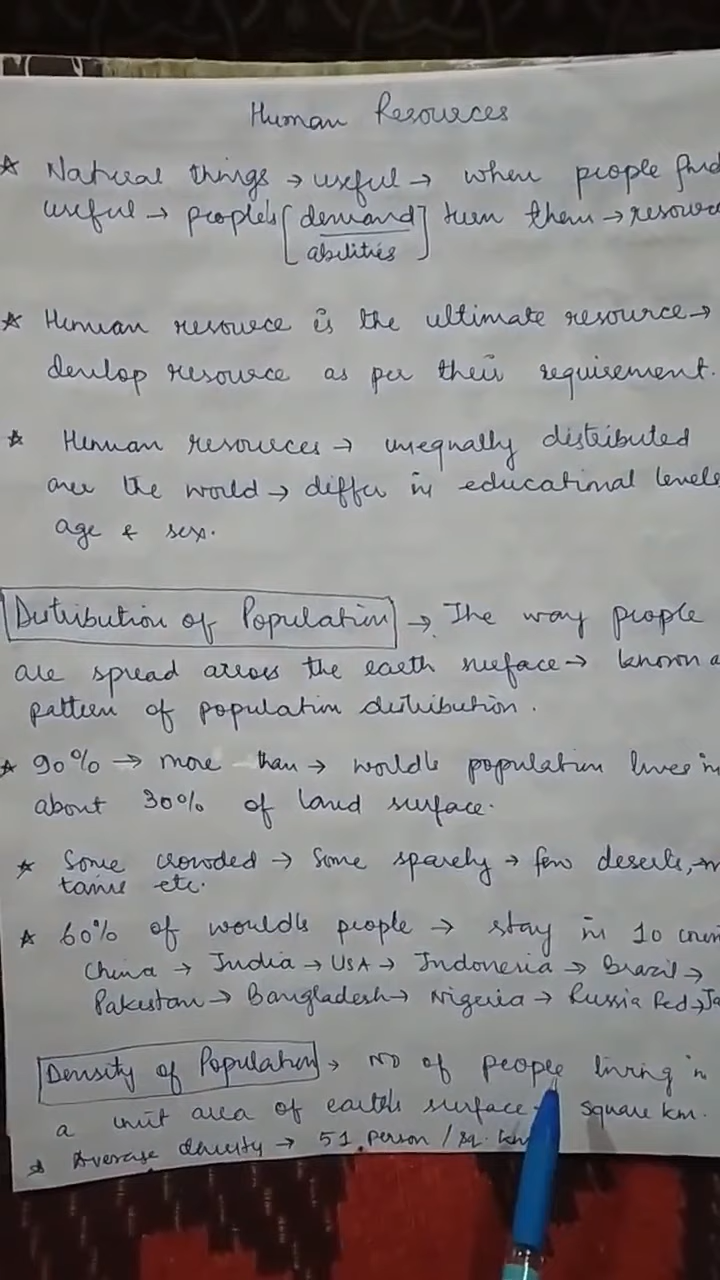 Human Resources
☆ Natural things → useful → when people find
useful → people's [demand] turn them → resource
abilities
☆ Human resource is the ultimate resource →
develop resource as per their requirement.
☆ Human resources → unequally distributed
over the world → differ in educational levels
age & sex.
Distribution of Population → The way people
are spread across the earth surface → known a
pattern of population distribution.
☆ 90% → more than → world's population lives in
about 30% of land surface.
☆ Some crowded → Some sparely → few deserts,
tains etc.
☆ 60% of world's people → stay in 10 coun
China → India → USA → Indonesia → Brazil →
Pakistan → Bangladesh → Nigeria → Russia Fed → Ja
Density of Population → No of people living in
a unit area of earth's surface. square km.
☆ Average density → 51 person / sq. km